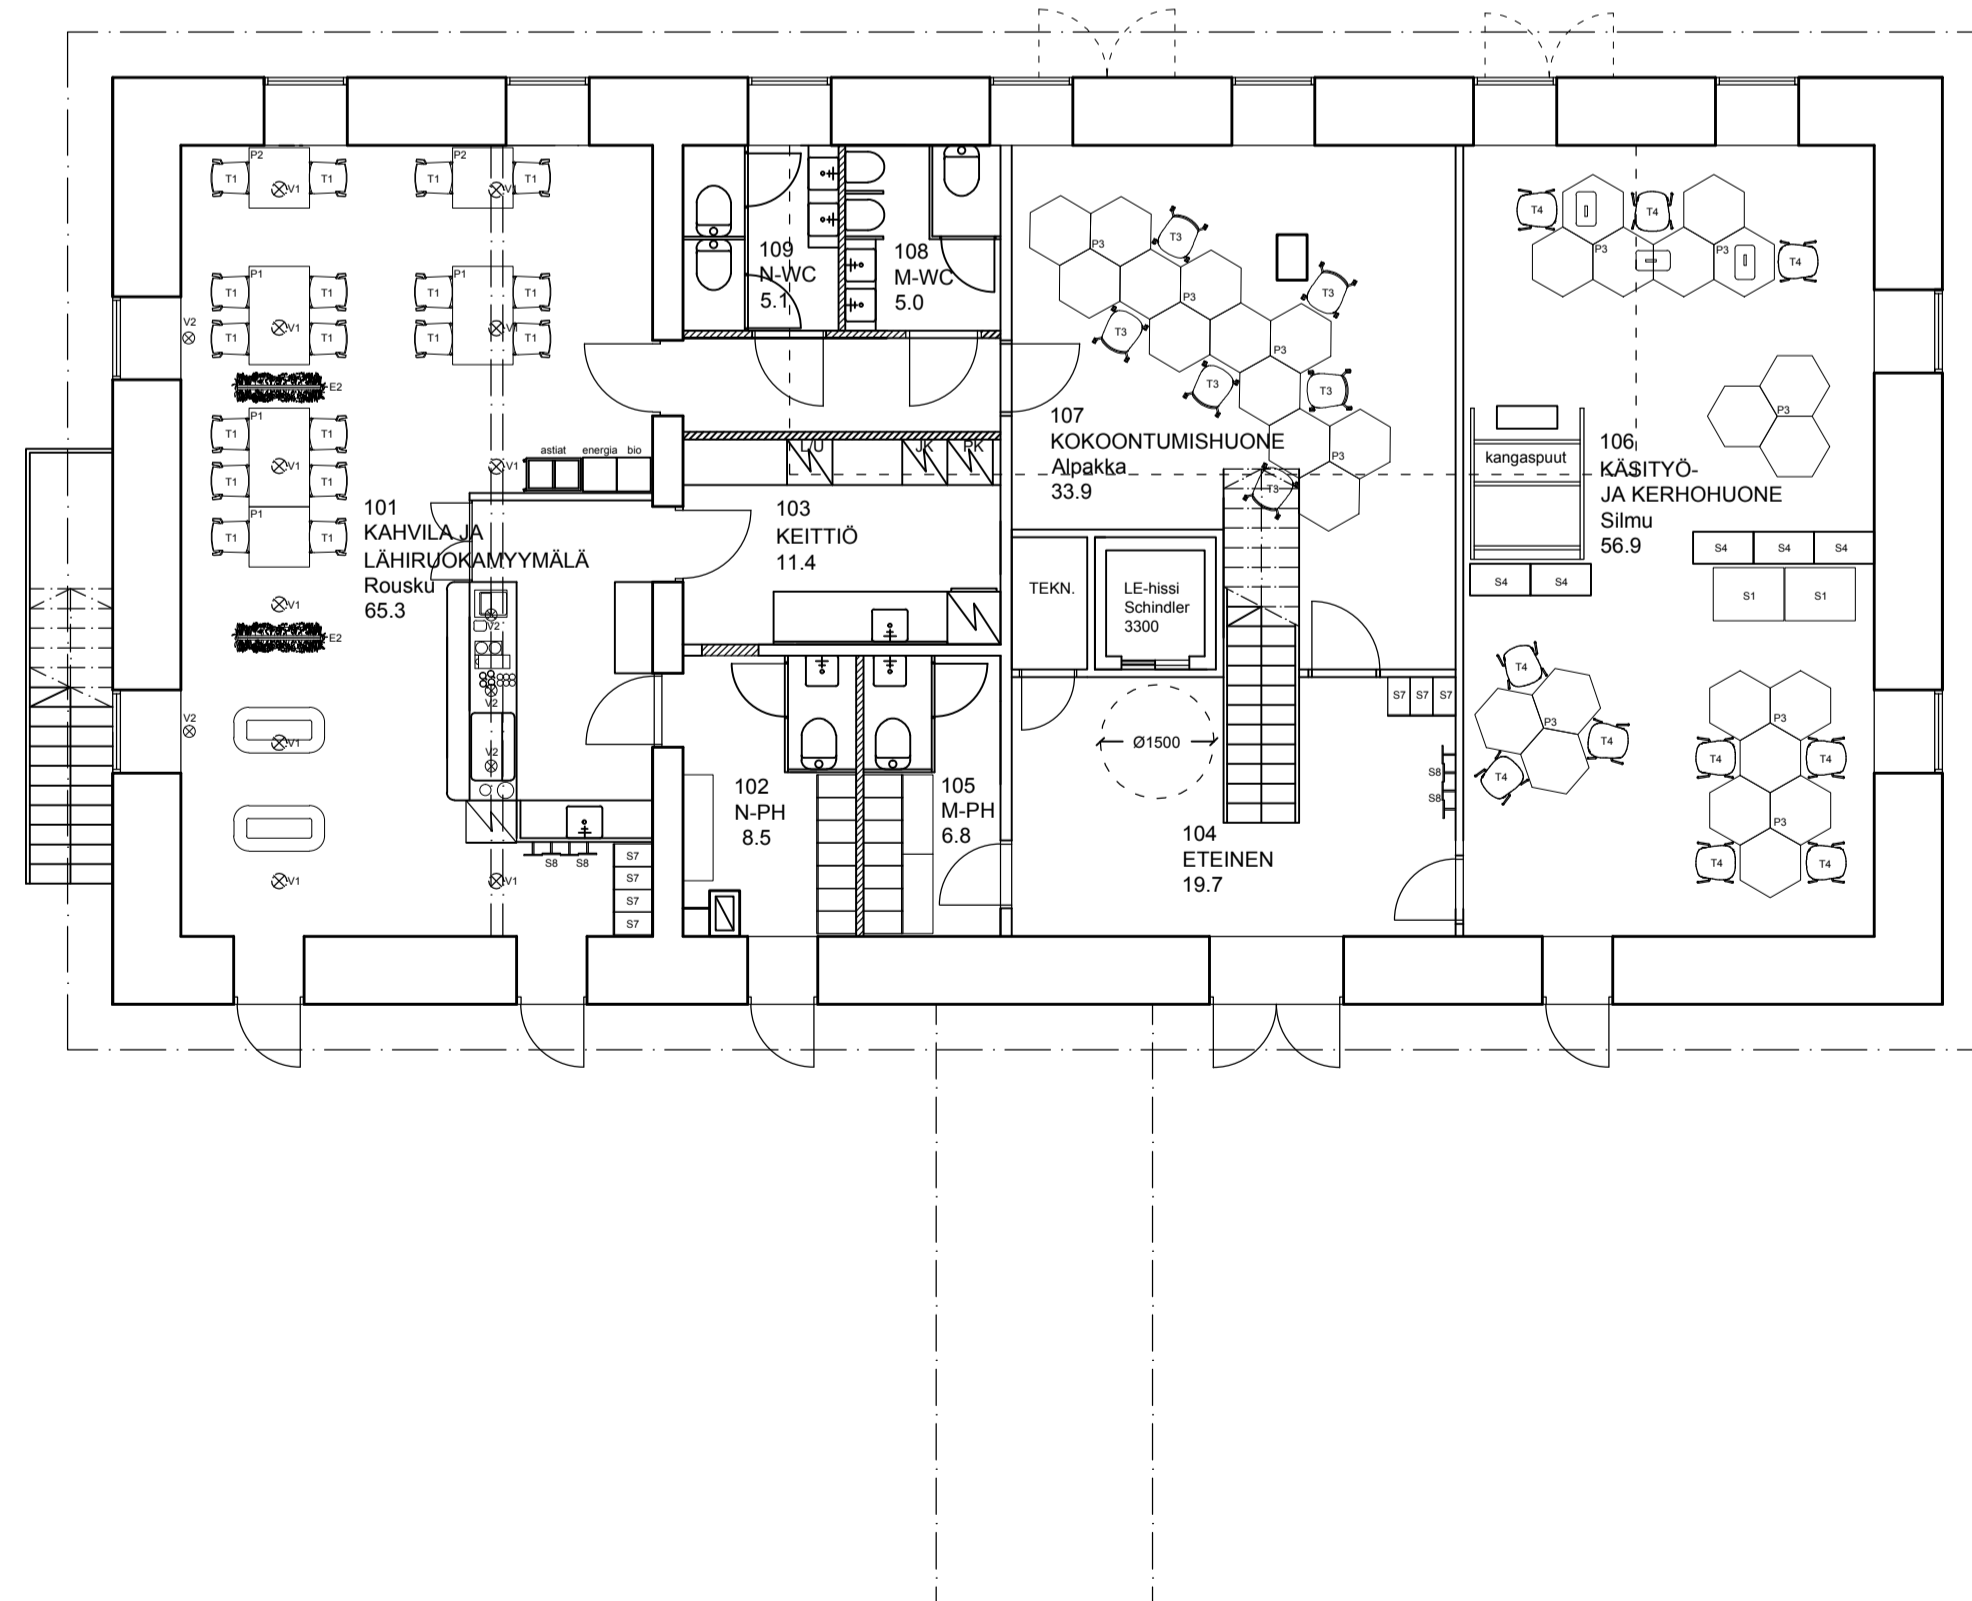 P2
T1
V1
T1
P2
T1
V1
T1
P1
T1
T1
T1
V1
T1
P1
T1
T1
T1
V1
T1
V2
E2
P1
T1
T1
T1
V1
T1
P1
T1
T1
V1
astiat energia bio
101
KAHVILA JA
LÄHIRUOKAMYYMÄLÄ
Rousku
65.3
V1
E2
V2
V2
V2
V2
V1
V1
V1
S8 S8
S7
S7
S7
S7
109
N-WC
5.1
108
M-WC
5.0
L/U
JK
PK
103
KEITTIÖ
11.4
102
N-PH
8.5
105
M-PH
6.8
P3
T3
P3
T3
T3
P3
T3
T3
P3
T3
107
KOKOONTUMISHUONE
Alpakka
33.9
TEKN.
LE-hissi
Schindler
3300
Ø1500
S7 S7 S7
S8
S8
104
ETEINEN
19.7
T4
T4
P3
P3
T4
P3
kangaspuut
106
KÄSITYÖ-
JA KERHOHUONE
Silmu
56.9
S4 S4 S4
S4 S4
S1 S1
T4
P3
T4
T4
P3
T4
T4
P3
T4
T4